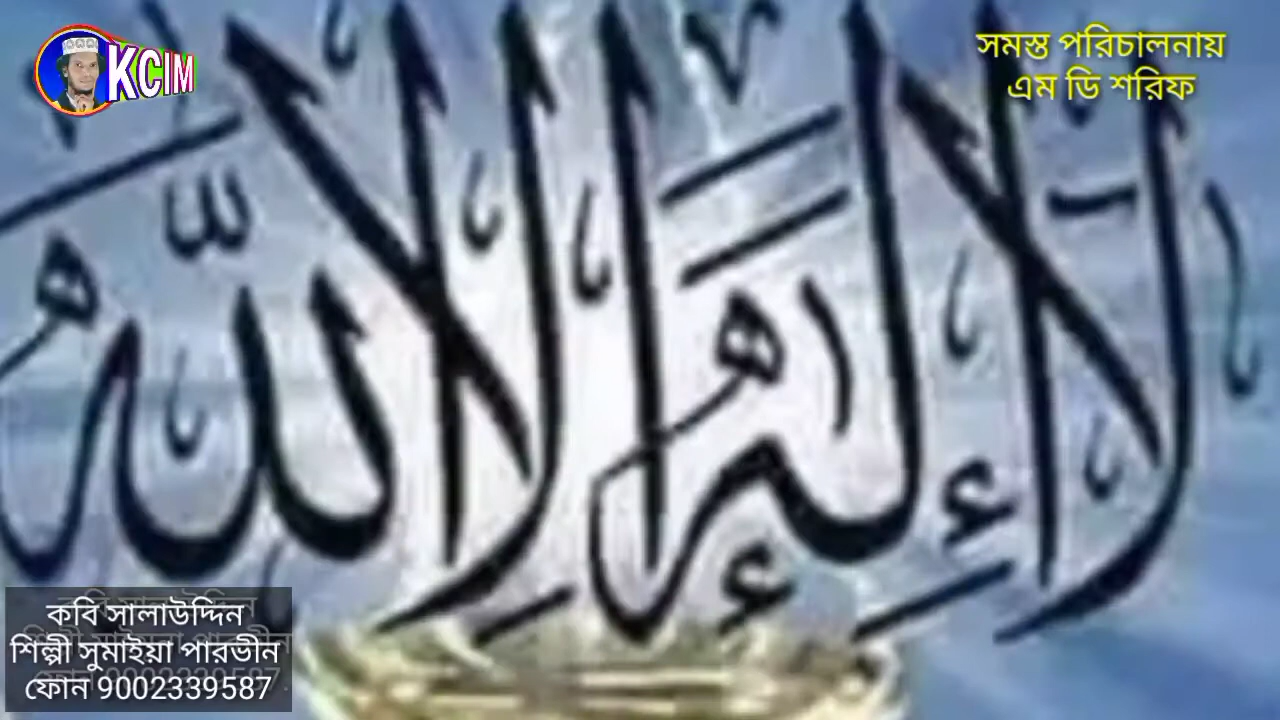 KCIM
সমস্ত পরিচালনায়
এম ডি শরিফ
لا إله إلا الله
কবি সালাউদ্দিন
শিল্পী সুমাইয়া পারভীন
ফোন 9002339587